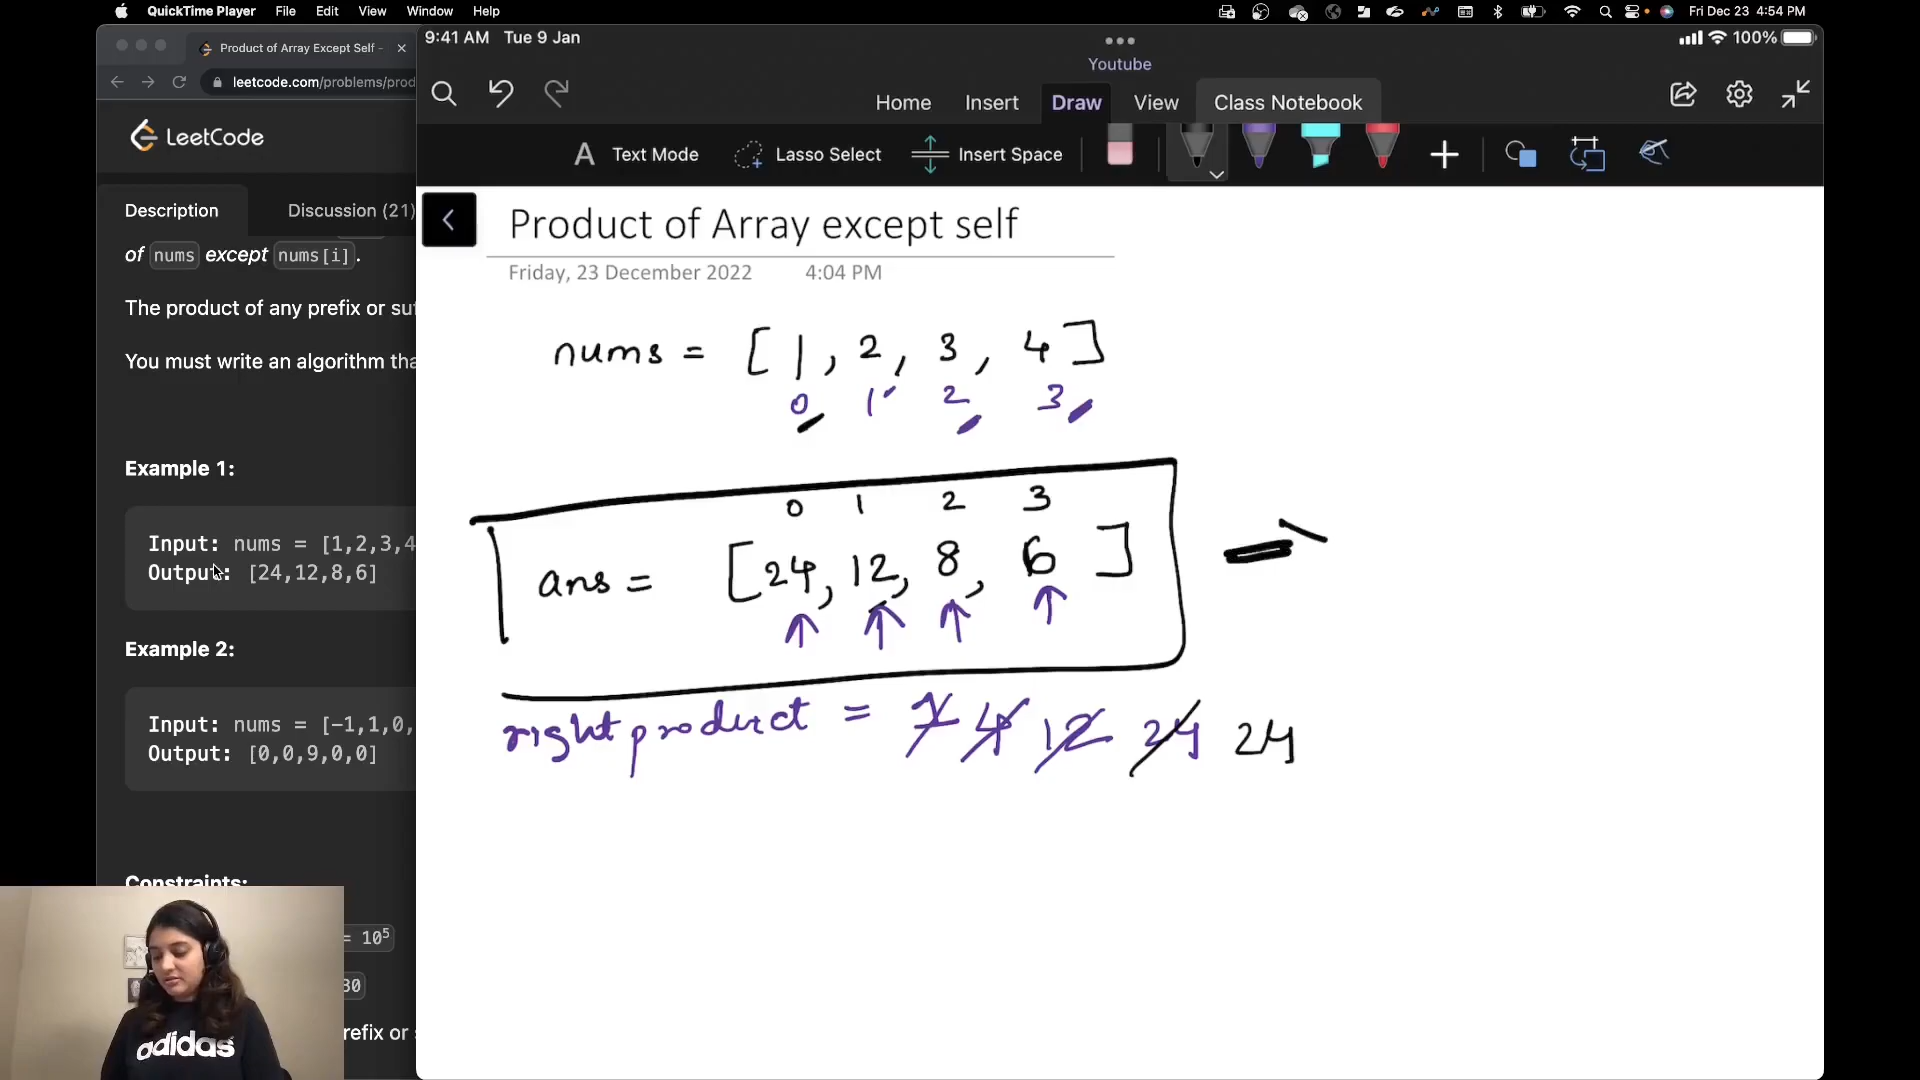 QuickTime Player File Edit View Window Help
Fri Dec 23 4:54 PM
Product of Array Except Self -
leetcode.com/problems/prod
LeetCode
Description Discussion (21)
of nums except nums[i].
The product of any prefix or suf
You must write an algorithm tha
Example 1:
Input: nums = [1,2,3,4
Output: [24,12,8,6]
Example 2:
Input: nums = [-1,1,0,
Output: [0,0,9,0,0]
Constraints:
= 10⁵
30
refix or s
adidas
9:41 AM Tue 9 Jan
100%
Youtube
Home Insert Draw View Class Notebook
A Text Mode Lasso Select Insert Space
Product of Array except self
Friday, 23 December 2022 4:04 PM
nums = [1, 2, 3, 4]
0 1 2 3
0 1 2 3
ans = [24, 12, 8, 6]
right product = 1 4 12 24 24